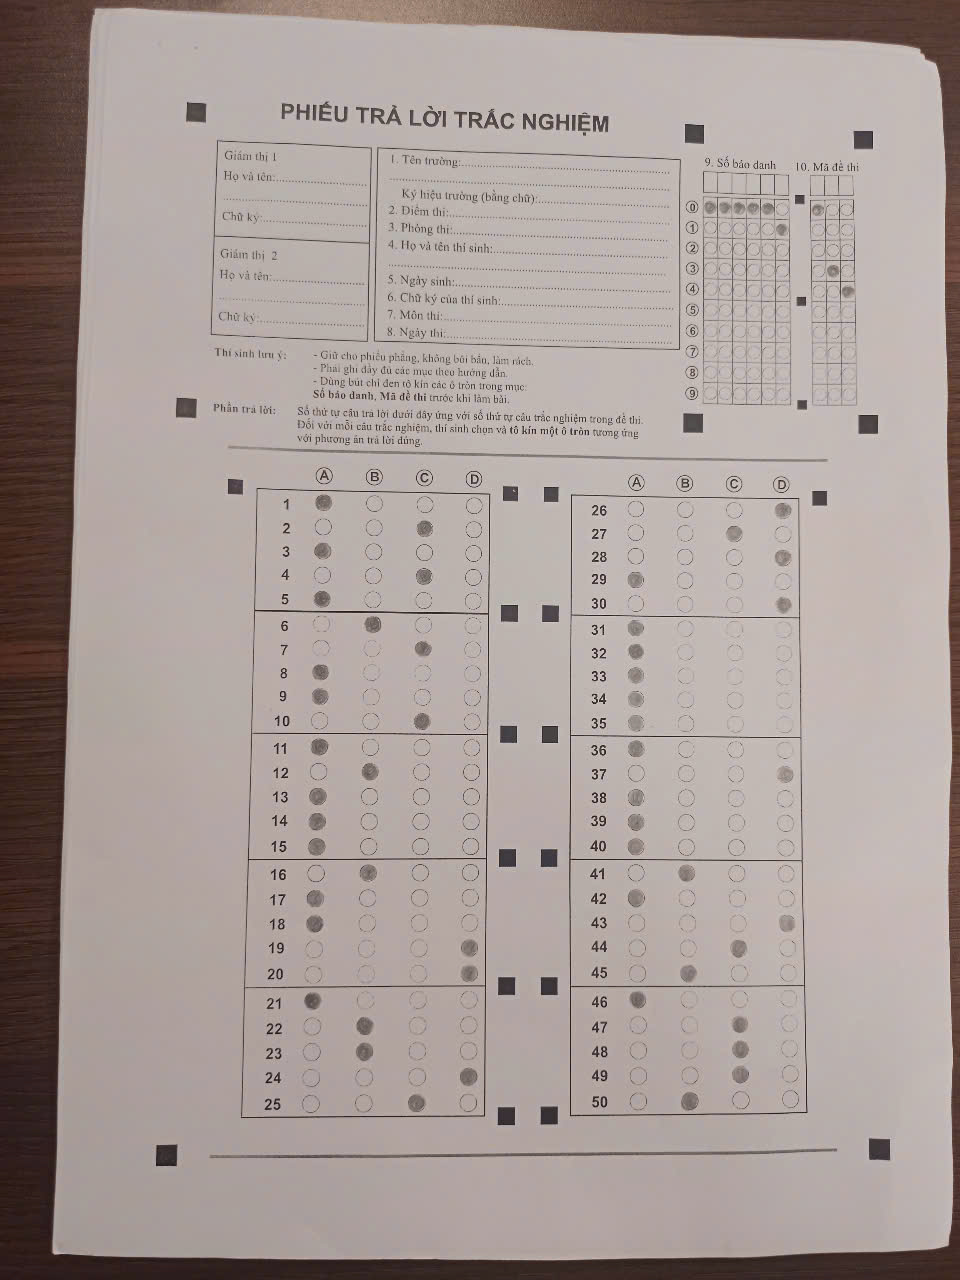 PHIẾU TRẢ LỜI TRẮC NGHIỆM
Giám thị 1
Họ và tên:
Chữ ký:
Giám thị 2
Họ và tên:
Chữ ký:
1. Tên trường:
Ký hiệu trường (bằng chữ):
2. Điểm thi:
3. Phòng thi:
4. Họ và tên thí sinh:
5. Ngày sinh:
6. Chữ ký của thí sinh:
7. Môn thi:
8. Ngày thi:
9. Số báo danh
10. Mã đề thi
0
1
2
3
4
5
6
7
8
9
Thí sinh lưu ý: - Giữ cho phiếu phẳng, không bôi bẩn, làm rách.
- Phải ghi đầy đủ các mục theo hướng dẫn.
- Dùng bút chì đen tô kín các ô tròn trong mục:
Số báo danh, Mã đề thi trước khi làm bài.
Phần trả lời: Số thứ tự câu trả lời dưới đây ứng với số thứ tự câu trắc nghiệm trong đề thi.
Đối với mỗi câu trắc nghiệm, thí sinh chọn và tô kín một ô tròn tương ứng
với phương án trả lời đúng.
A B C D
1
2
3
4
5
6
7
8
9
10
11
12
13
14
15
16
17
18
19
20
21
22
23
24
25
A B C D
26
27
28
29
30
31
32
33
34
35
36
37
38
39
40
41
42
43
44
45
46
47
48
49
50